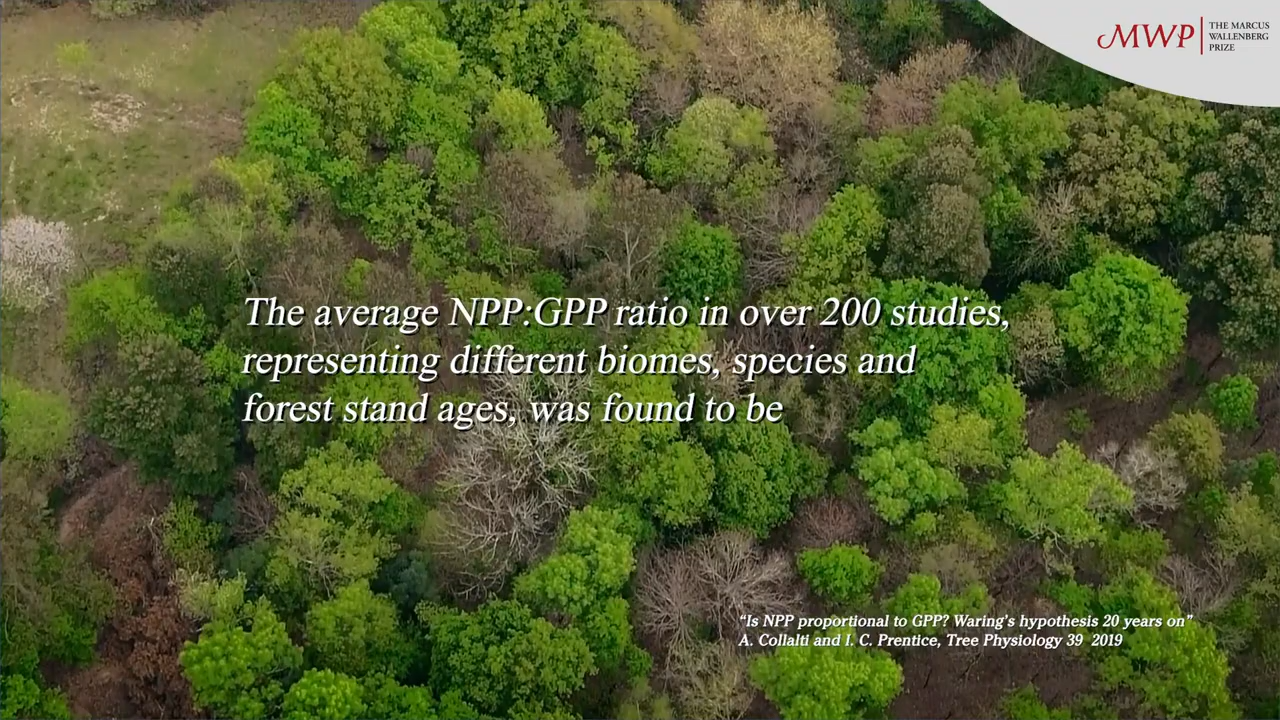 MWP
THE MARCUS
WALLENBERG
PRIZE
The average NPP:GPP ratio in over 200 studies,
representing different biomes, species and
forest stand ages, was found to be
“Is NPP proportional to GPP? Waring’s hypothesis 20 years on”
A. Collalti and I. C. Prentice, Tree Physiology 39 2019